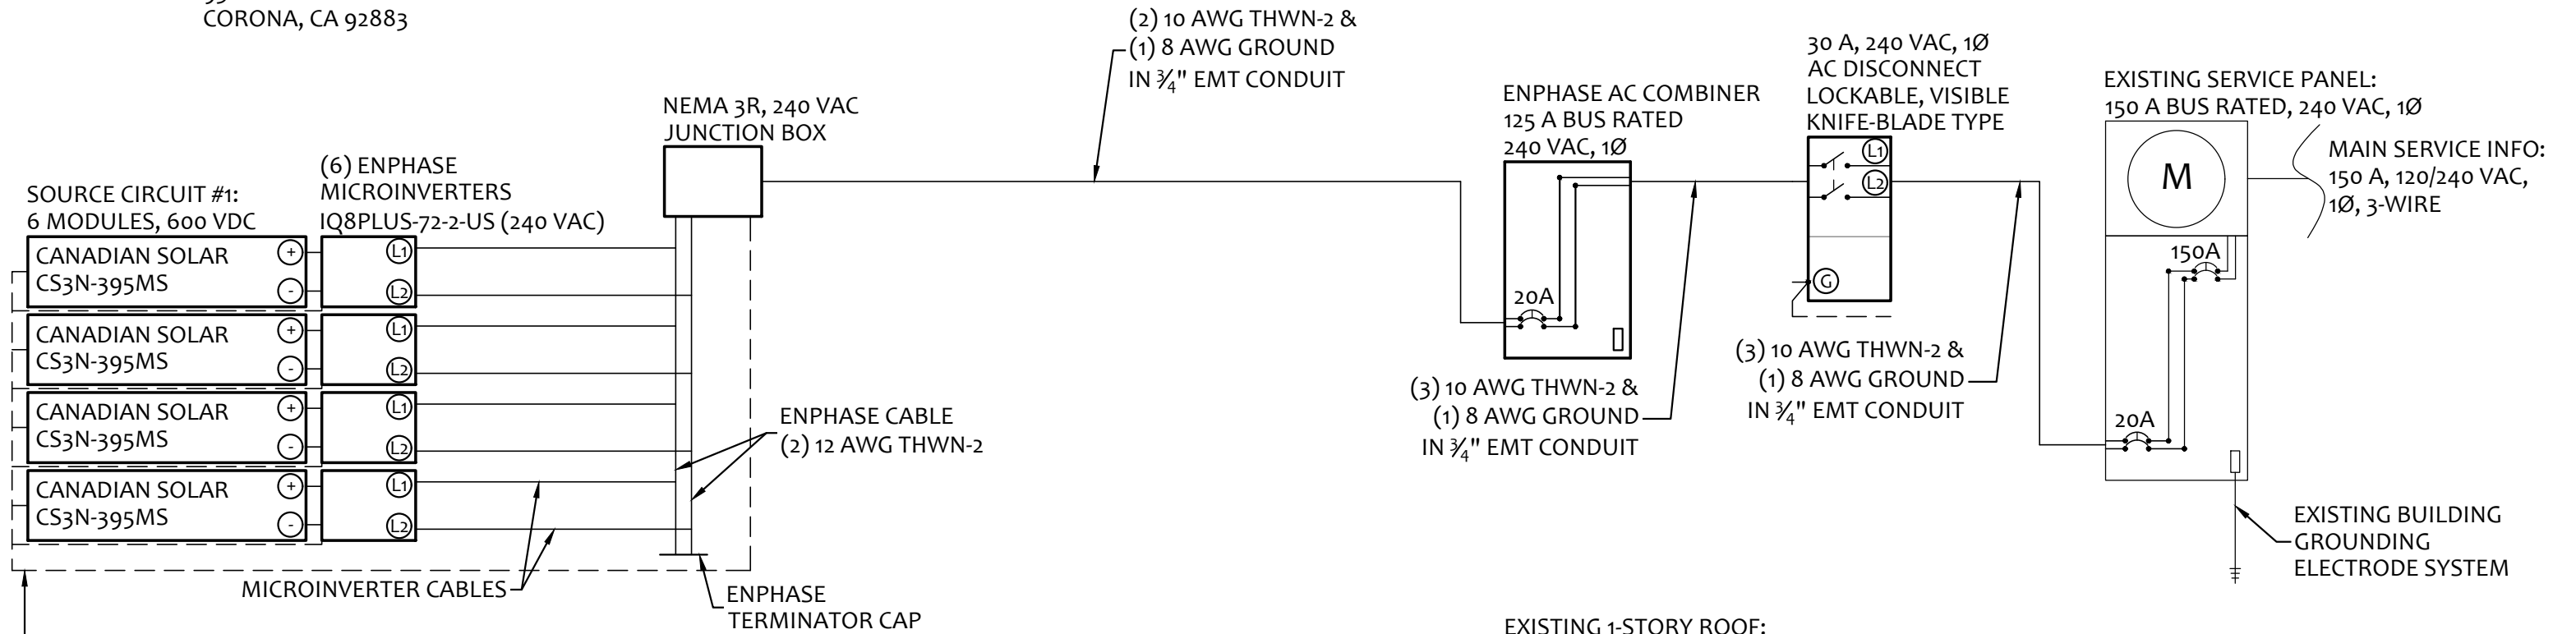 CORONA, CA 92883
(2) 10 AWG THWN-2 &
(1) 8 AWG GROUND
IN ¾" EMT CONDUIT
NEMA 3R, 240 VAC
JUNCTION BOX
(6) ENPHASE
MICROINVERTERS
IQ8PLUS-72-2-US (240 VAC)
SOURCE CIRCUIT #1:
6 MODULES, 600 VDC
CANADIAN SOLAR
CS3N-395MS
+
-
L1
L2
CANADIAN SOLAR
CS3N-395MS
+
-
L1
L2
CANADIAN SOLAR
CS3N-395MS
+
-
L1
L2
CANADIAN SOLAR
CS3N-395MS
+
-
L1
L2
MICROINVERTER CABLES
ENPHASE CABLE
(2) 12 AWG THWN-2
ENPHASE
TERMINATOR CAP
ENPHASE AC COMBINER
125 A BUS RATED
240 VAC, 1Ø
20A
(3) 10 AWG THWN-2 &
(1) 8 AWG GROUND
IN ¾" EMT CONDUIT
30 A, 240 VAC, 1Ø
AC DISCONNECT
LOCKABLE, VISIBLE
KNIFE-BLADE TYPE
L1
L2
G
(3) 10 AWG THWN-2 &
(1) 8 AWG GROUND
IN ¾" EMT CONDUIT
EXISTING SERVICE PANEL:
150 A BUS RATED, 240 VAC, 1Ø
M
MAIN SERVICE INFO:
150 A, 120/240 VAC,
1Ø, 3-WIRE
150A
20A
EXISTING BUILDING
GROUNDING
ELECTRODE SYSTEM
EXISTING 1-STORY ROOF: